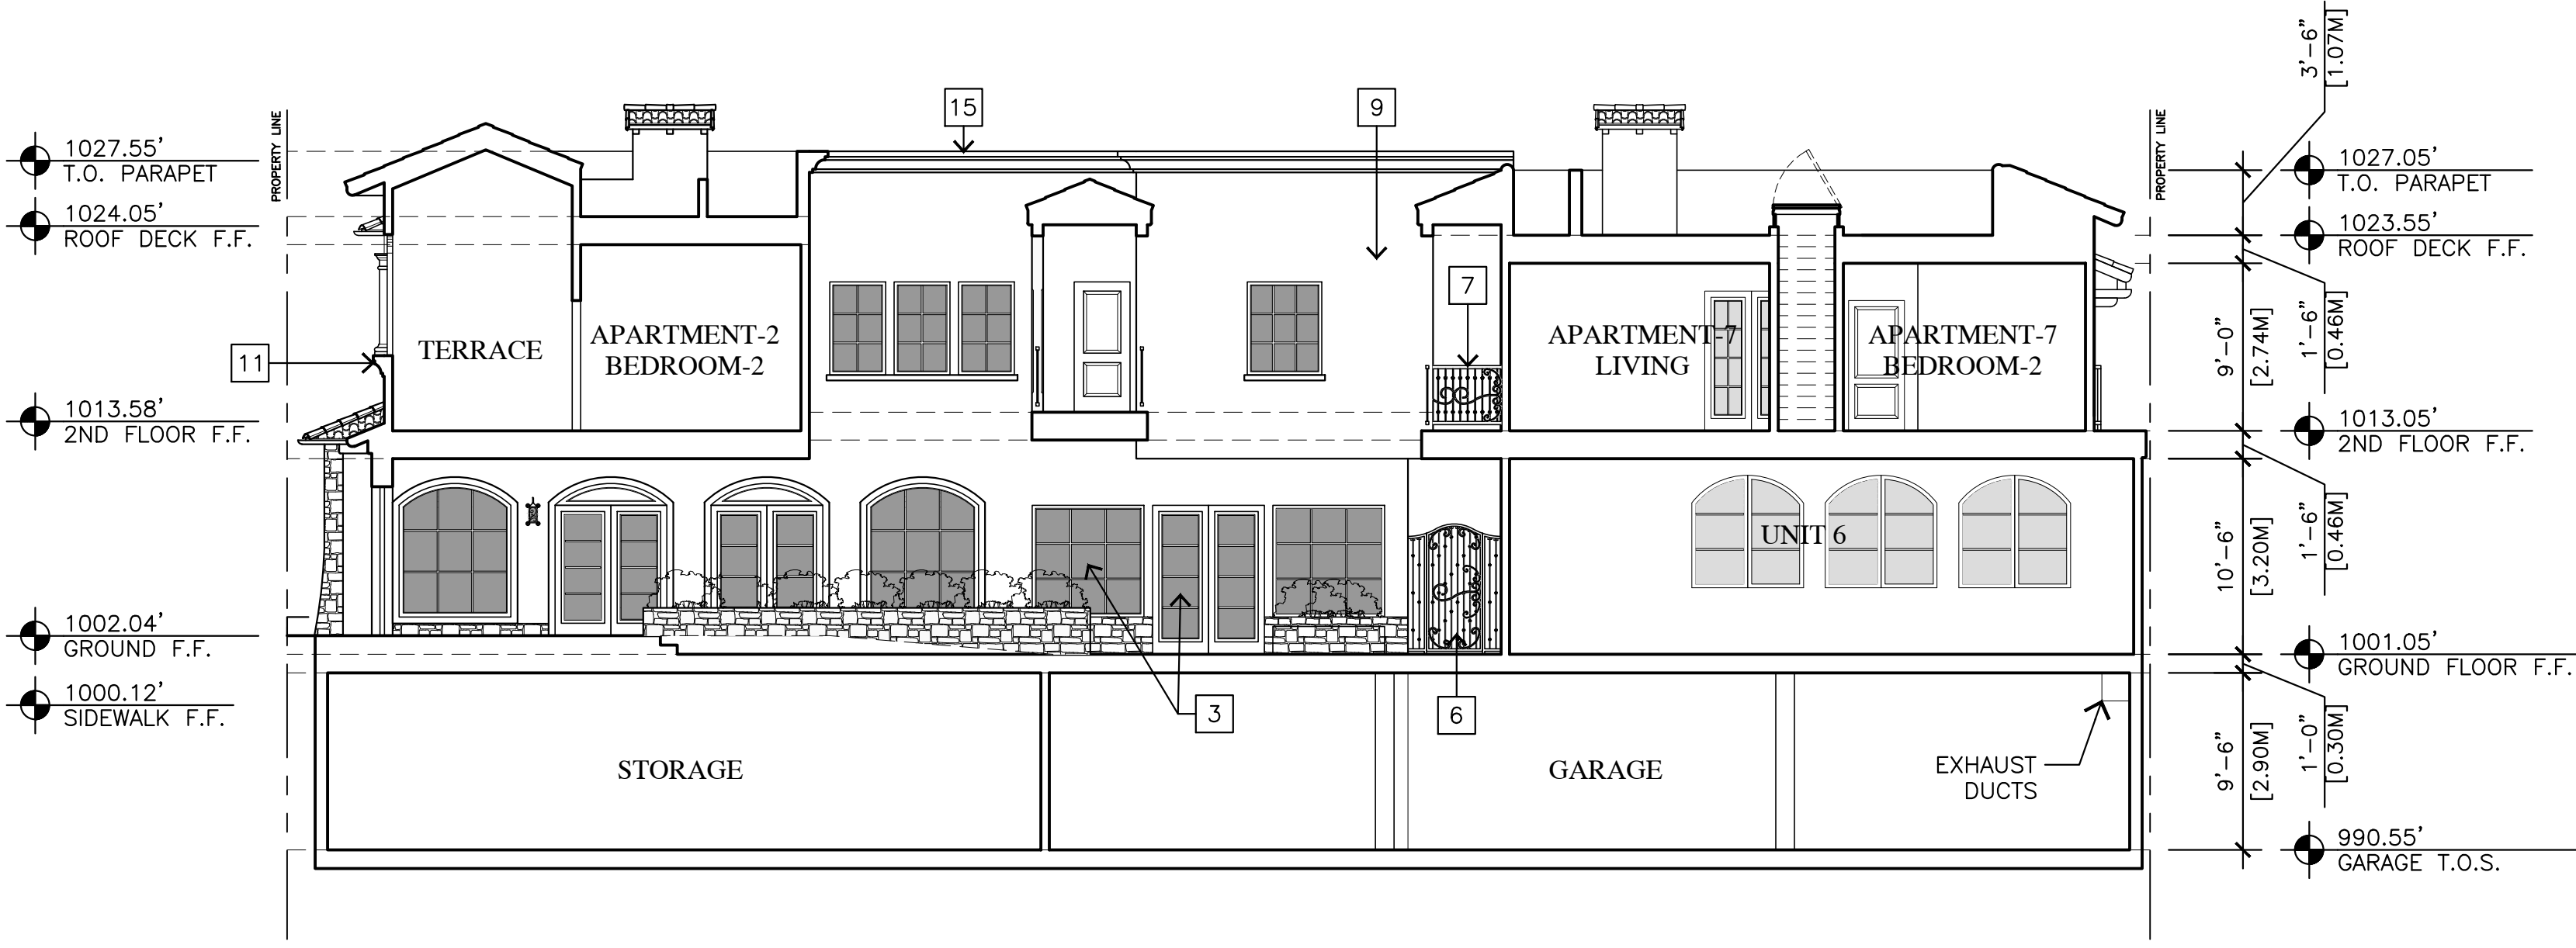 3'-6"
[1.07M]
15
9
PROPERTY LINE
PROPERTY LINE
1027.55'
T.O. PARAPET
1027.05'
T.O. PARAPET
1024.05'
ROOF DECK F.F.
1023.55'
ROOF DECK F.F.
7
TERRACE
APARTMENT-2
BEDROOM-2
APARTMENT-7
LIVING
APARTMENT-7
BEDROOM-2
9'-0"
[2.74M]
1'-6"
[0.46M]
11
1013.58'
2ND FLOOR F.F.
1013.05'
2ND FLOOR F.F.
UNIT 6
10'-6"
[3.20M]
1'-6"
[0.46M]
1002.04'
GROUND F.F.
1001.05'
GROUND FLOOR F.F.
1000.12'
SIDEWALK F.F.
3
6
STORAGE
GARAGE
EXHAUST
DUCTS
9'-6"
[2.90M]
1'-0"
[0.30M]
990.55'
GARAGE T.O.S.